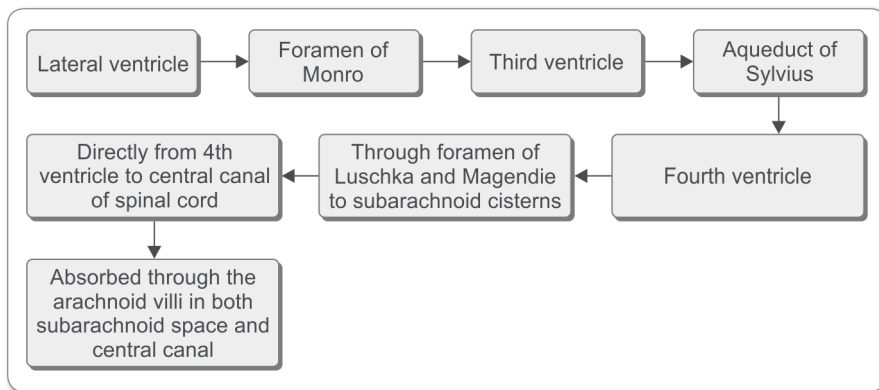 Lateral ventricle
Foramen of
Monro
Third ventricle
Aqueduct of
Sylvius
Fourth ventricle
Through foramen of
Luschka and Magendie
to subarachnoid cisterns
Directly from 4th
ventricle to central canal
of spinal cord
Absorbed through the
arachnoid villi in both
subarachnoid space and
central canal